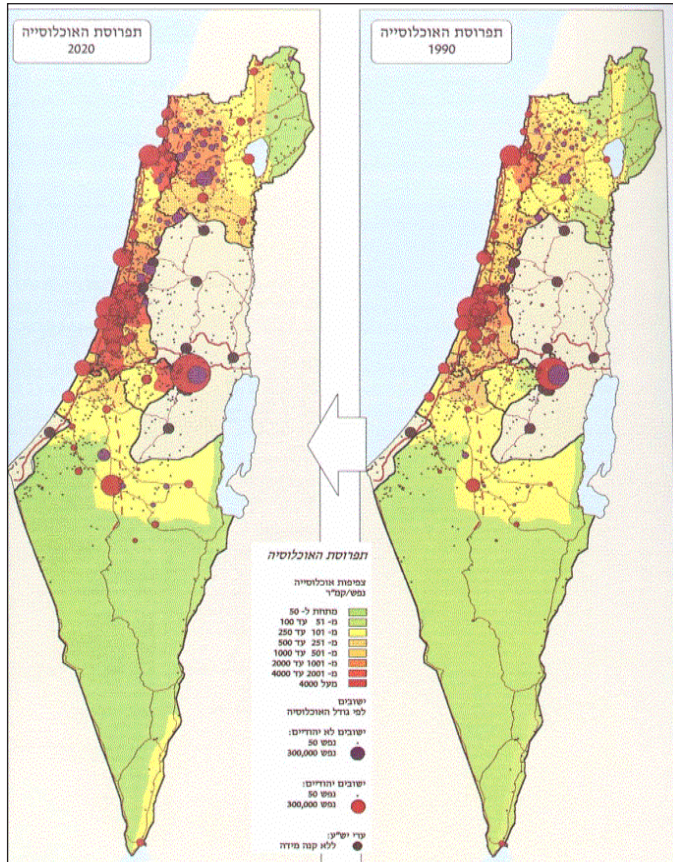 תפרוסת האוכלוסייה
2020
תפרוסת האוכלוסייה
1990
תפרוסת האוכלוסיה
צפיפות אוכלוסייה
נפש/קמ"ר
מתחת ל- 50
מ- 51 עד 100
מ- 101 עד 250
מ- 251 עד 500
מ- 501 עד 1000
מ- 1001 עד 2000
מ- 2001 עד 4000
מעל 4000
ישובים
לפי גודל האוכלוסיה
ישובים לא יהודיים:
נפש 50
נפש 300,000
ישובים יהודיים:
נפש 50
נפש 300,000
ערי יש"ע:
ללא קנה מידה